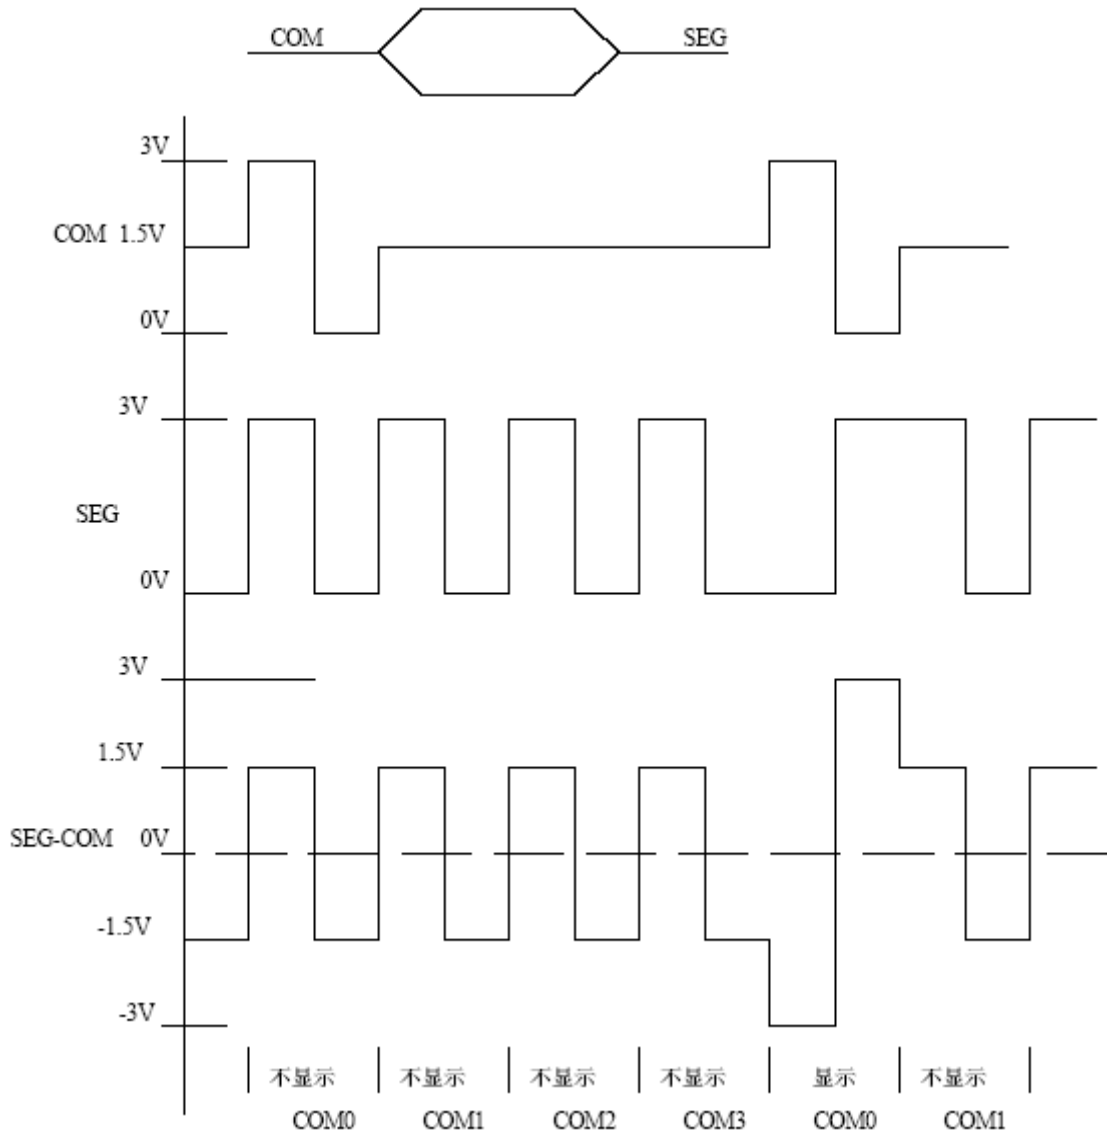 COM SEG
3V
COM 1.5V
0V
3V
SEG
0V
3V
1.5V
SEG-COM 0V
-1.5V
-3V
不显示 不显示 不显示 不显示 显示 不显示
COM0 COM1 COM2 COM3 COM0 COM1